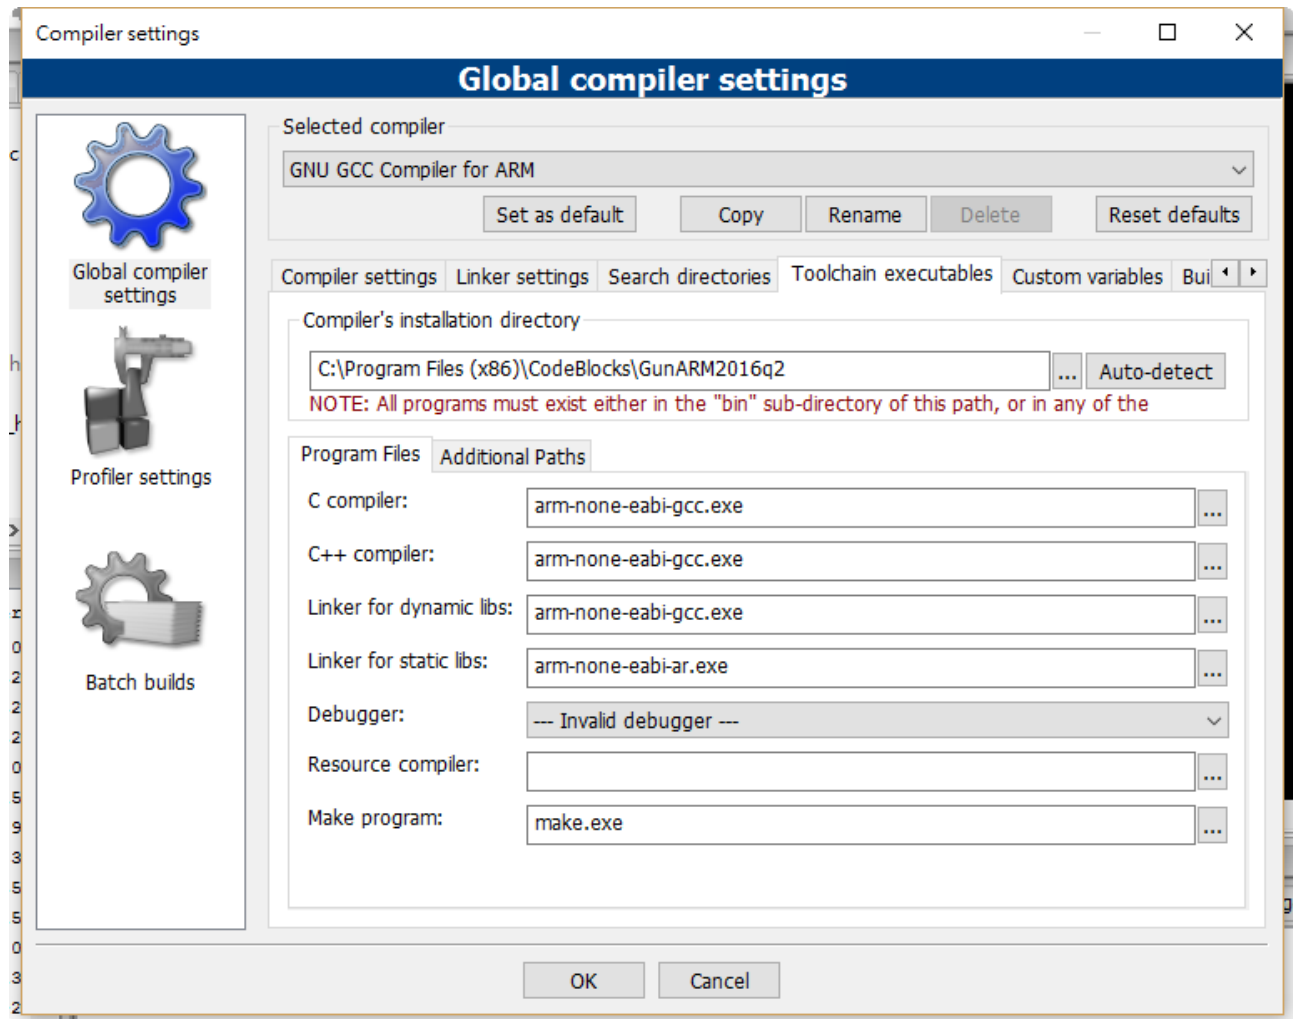 Compiler settings
Global compiler settings
Global compiler
settings
Profiler settings
Batch builds
Selected compiler
GNU GCC Compiler for ARM
Set as default
Copy
Rename
Delete
Reset defaults
Compiler settings
Linker settings
Search directories
Toolchain executables
Custom variables
Bui
Compiler's installation directory
C:\Program Files (x86)\CodeBlocks\GunARM2016q2
...
Auto-detect
NOTE: All programs must exist either in the "bin" sub-directory of this path, or in any of the
Program Files
Additional Paths
C compiler:
arm-none-eabi-gcc.exe
...
C++ compiler:
arm-none-eabi-gcc.exe
...
Linker for dynamic libs:
arm-none-eabi-gcc.exe
...
Linker for static libs:
arm-none-eabi-ar.exe
...
Debugger:
--- Invalid debugger ---
Resource compiler:
...
Make program:
make.exe
...
OK
Cancel